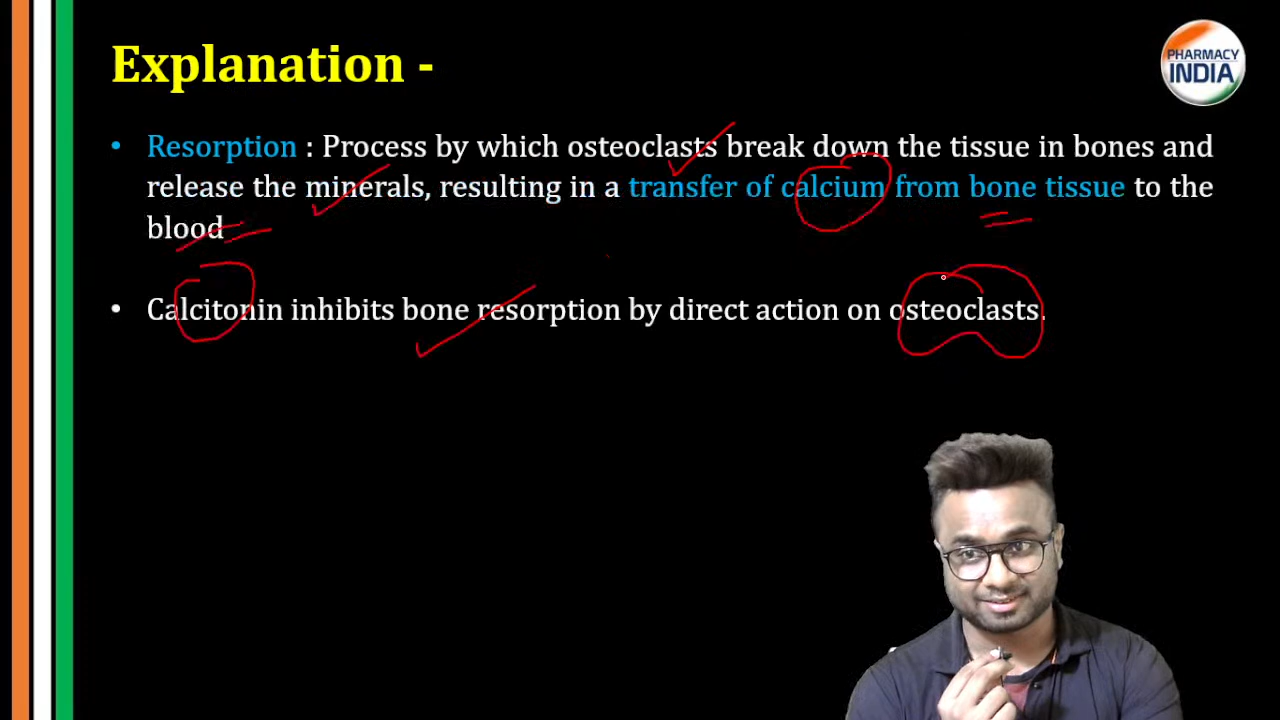 Explanation -
PHARMACY
INDIA
• Resorption : Process by which osteoclasts break down the tissue in bones and
release the minerals, resulting in a transfer of calcium from bone tissue to the
blood
• Calcitonin inhibits bone resorption by direct action on osteoclasts.